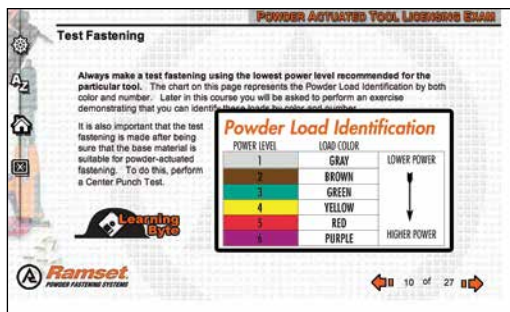 POWDER ACTUATED TOOL LICENSING EXAM
Test Fastening
Always make a test fastening using the lowest power level recommended for the
particular tool. The chart on this page represents the Powder Load Identification by both
color and number. Later in this course you will be asked to perform an exercise
demonstrating that you can identify these loads by color and number.
It is also important that the test
fastening is made after being
sure that the base material is
suitable for powder-actuated
fastening. To do this, perform
a Center Punch Test.
Powder Load Identification
POWER LEVEL LOAD COLOR
1 GRAY LOWER POWER
2 BROWN
3 GREEN
4 YELLOW
5 RED
6 PURPLE HIGHER POWER
Learning
Byte
A
Z
X
Ramset
POWDER FASTENING SYSTEMS
10 of 27